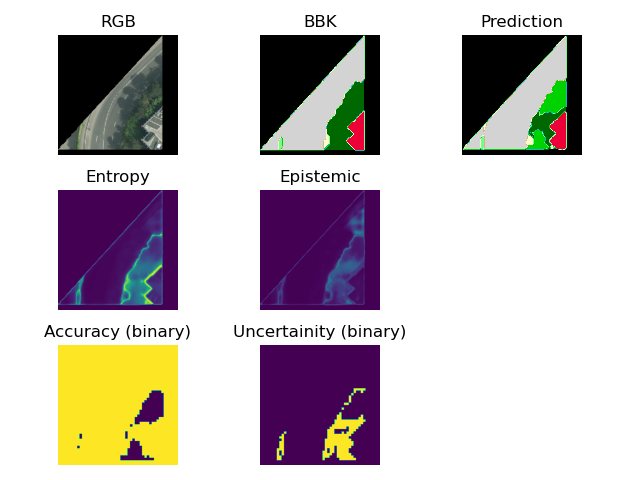 RGB
BBK
Prediction
Entropy
Epistemic
Accuracy (binary)
Uncertainity (binary)